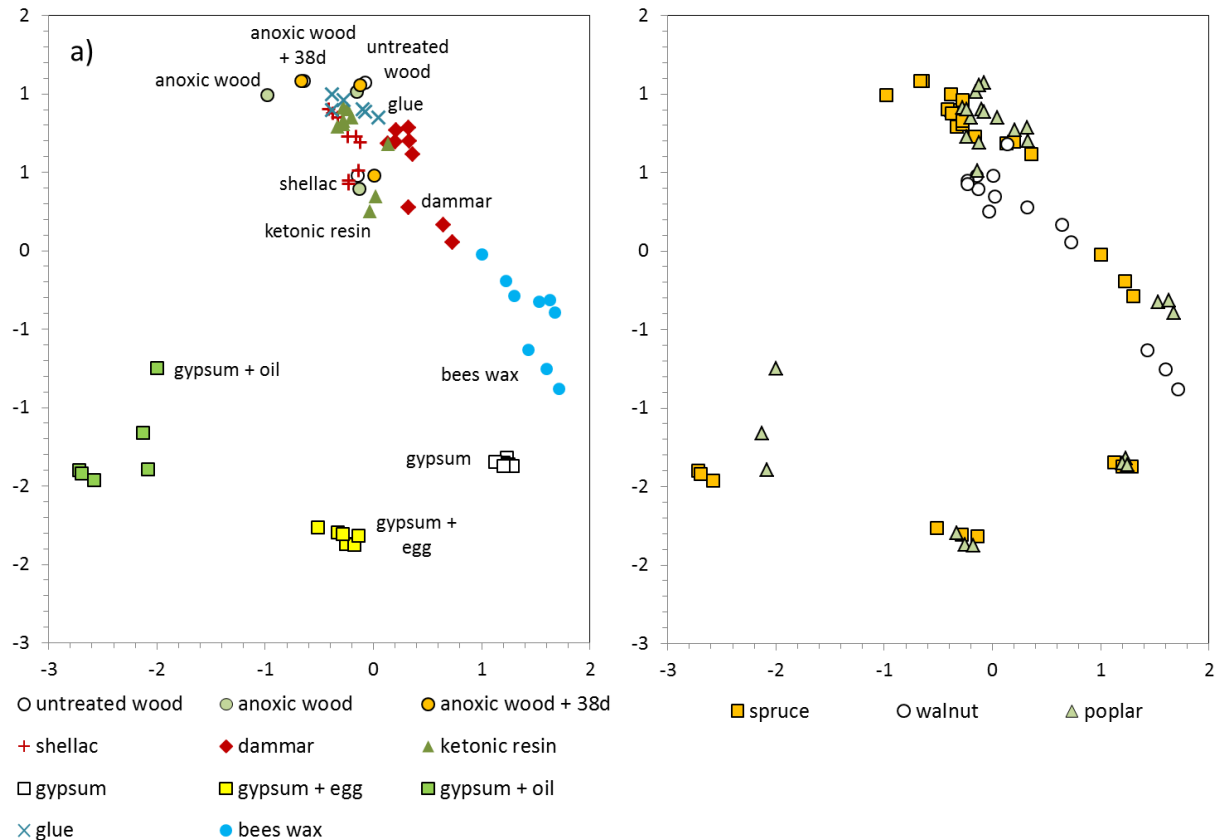 a)
anoxic wood
+ 38d
untreated
wood
anoxic wood
glue
shellac
dammar
ketonic resin
bees wax
gypsum + oil
gypsum
gypsum +
egg
2
1
1
0
-1
-1
-2
-2
-3
-3 -2 -1 0 1 2
untreated wood anoxic wood anoxic wood + 38d
shellac dammar ketonic resin
gypsum gypsum + egg gypsum + oil
glue bees wax
2
1
1
0
-1
-1
-2
-2
-3
-3 -2 -1 0 1 2
spruce walnut poplar